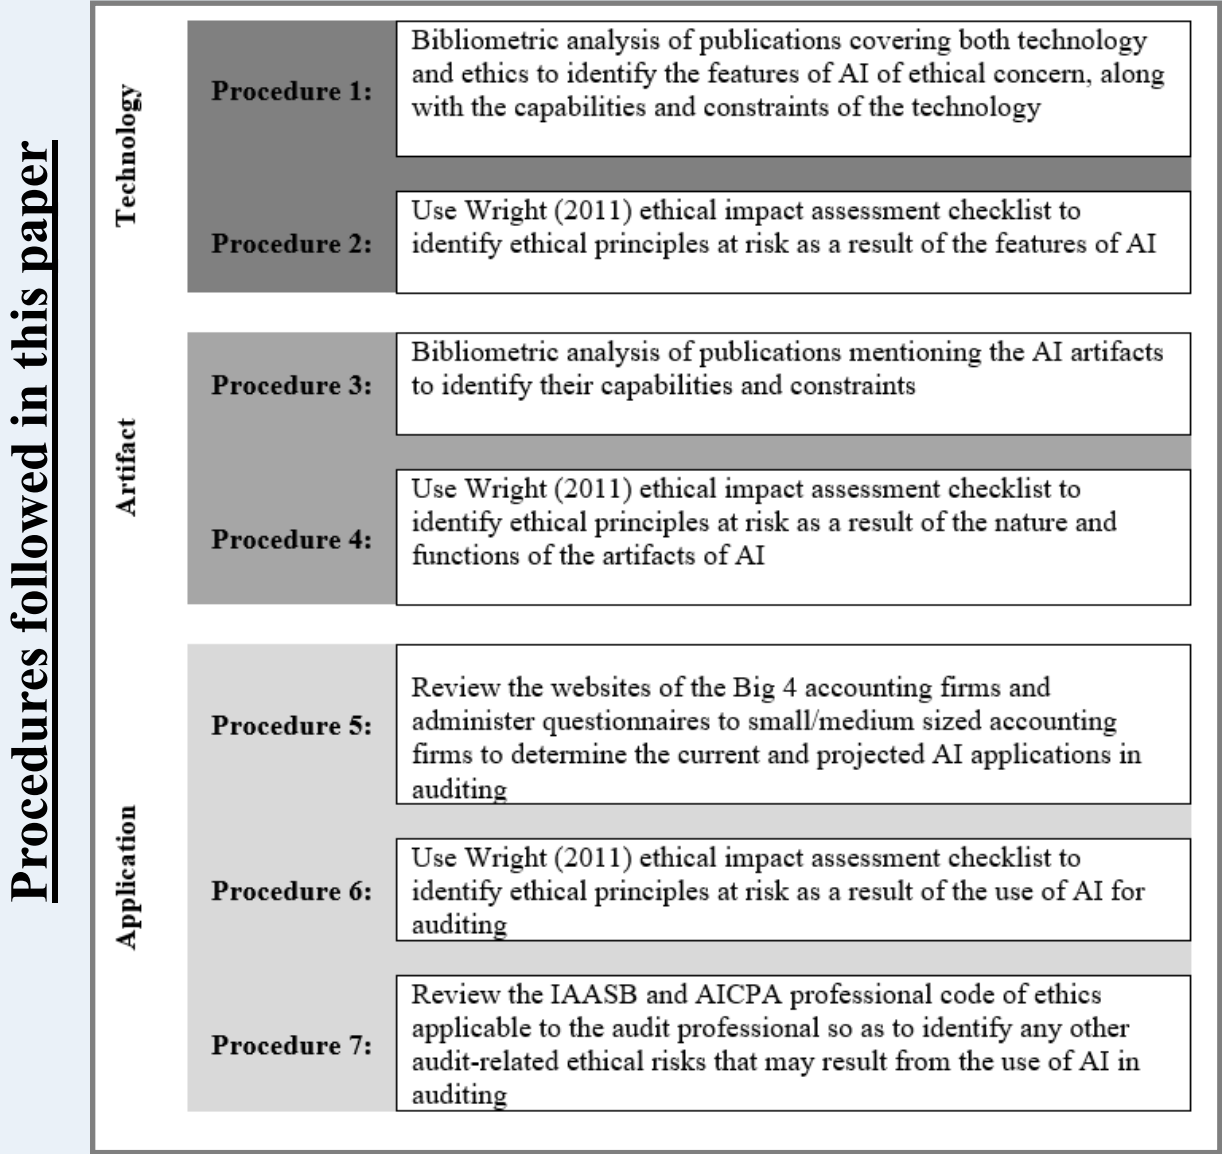 Procedures followed in this paper
Technology
Procedure 1:
Bibliometric analysis of publications covering both technology
and ethics to identify the features of AI of ethical concern, along
with the capabilities and constraints of the technology
Procedure 2:
Use Wright (2011) ethical impact assessment checklist to
identify ethical principles at risk as a result of the features of AI
Artifact
Procedure 3:
Bibliometric analysis of publications mentioning the AI artifacts
to identify their capabilities and constraints
Procedure 4:
Use Wright (2011) ethical impact assessment checklist to
identify ethical principles at risk as a result of the nature and
functions of the artifacts of AI
Application
Procedure 5:
Review the websites of the Big 4 accounting firms and
administer questionnaires to small/medium sized accounting
firms to determine the current and projected AI applications in
auditing
Procedure 6:
Use Wright (2011) ethical impact assessment checklist to
identify ethical principles at risk as a result of the use of AI for
auditing
Procedure 7:
Review the IAASB and AICPA professional code of ethics
applicable to the audit professional so as to identify any other
audit-related ethical risks that may result from the use of AI in
auditing